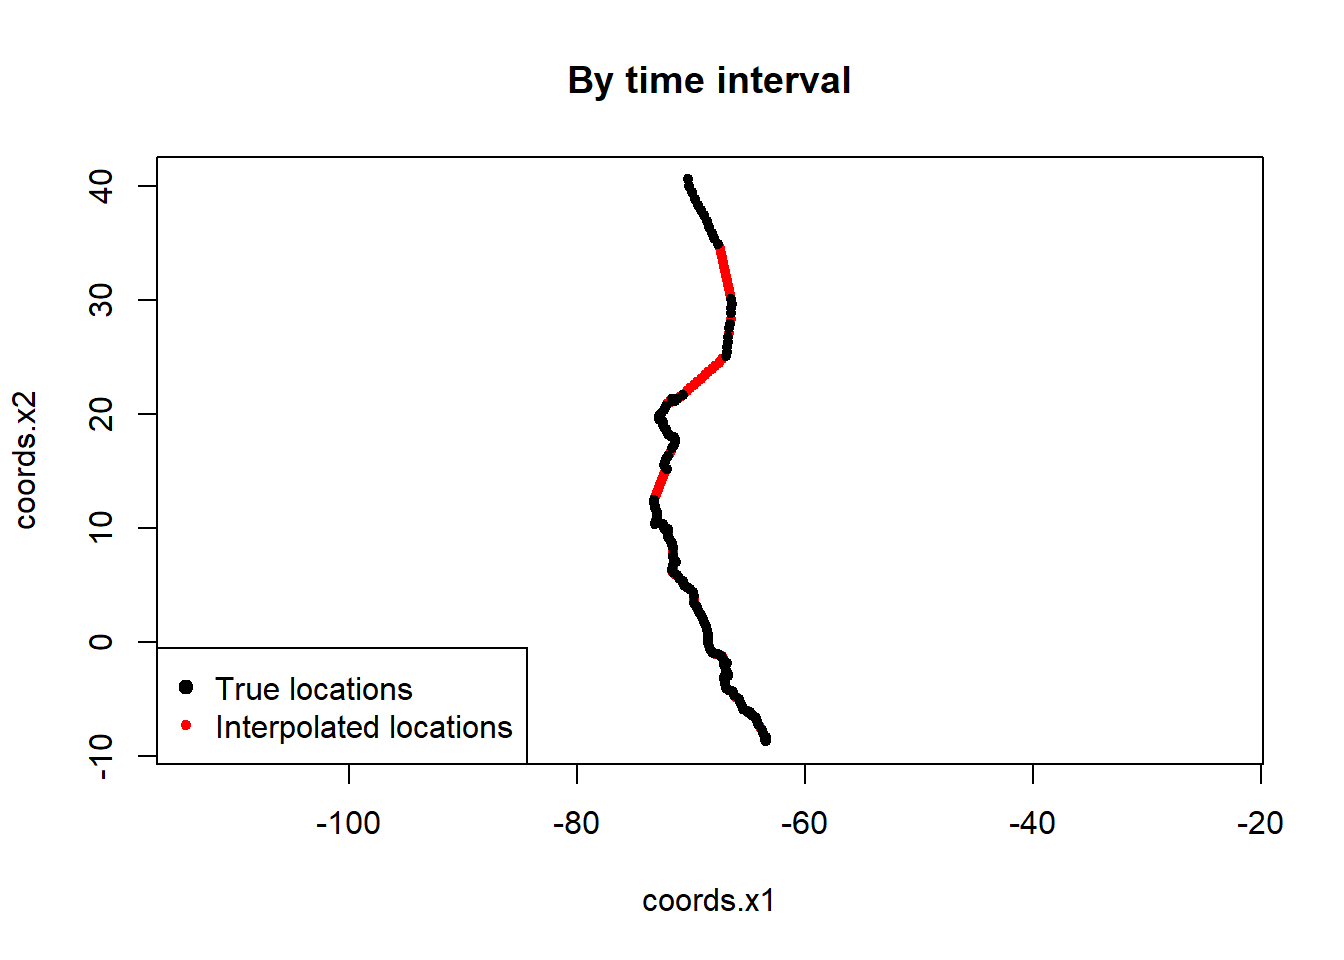 By time interval
coords.x2
40
30
20
10
0
-10
True locations
Interpolated locations
-100 -80 -60 -40 -20
coords.x1